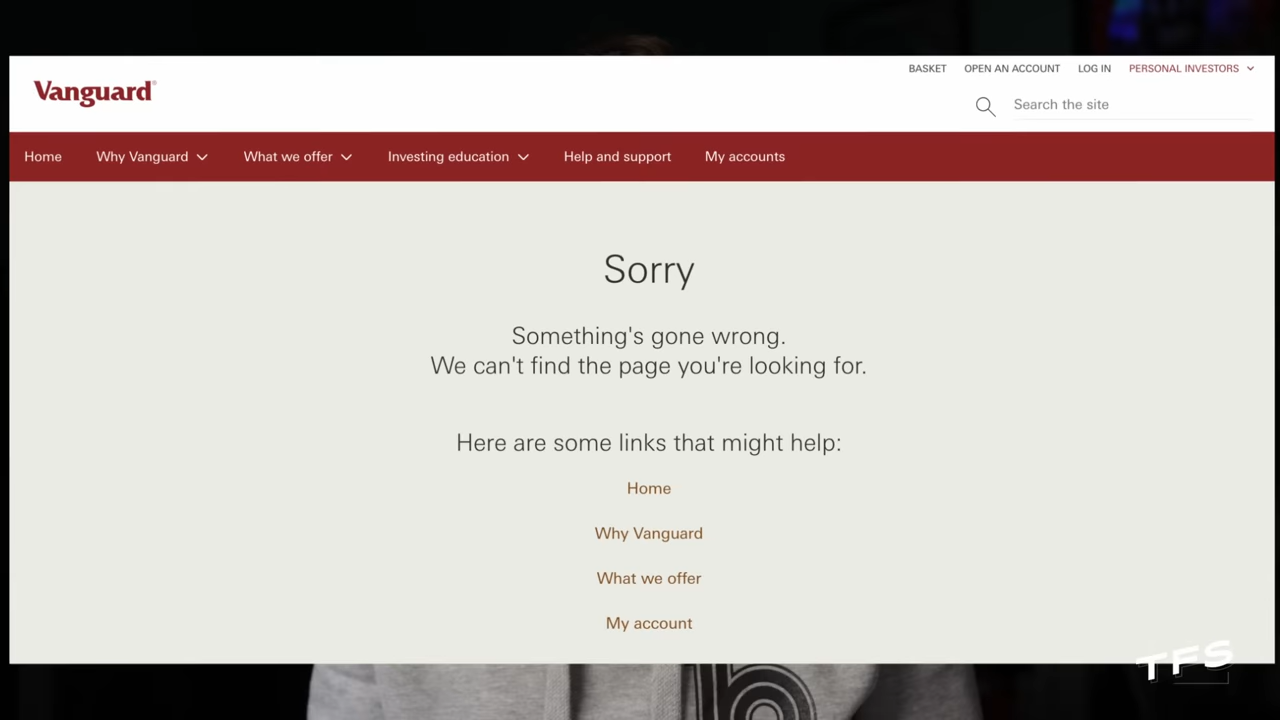 Vanguard
BASKET OPEN AN ACCOUNT LOG IN PERSONAL INVESTORS
Search the site
Home Why Vanguard What we offer Investing education Help and support My accounts
Sorry
Something's gone wrong.
We can't find the page you're looking for.
Here are some links that might help:
Home
Why Vanguard
What we offer
My account
TFS
b